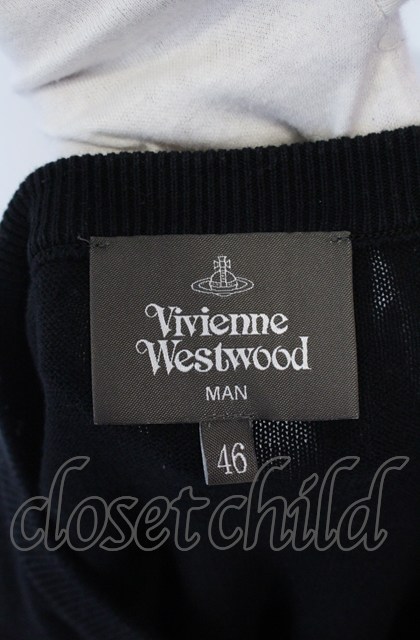 Vivienne
Westwood
MAN
46
closet child